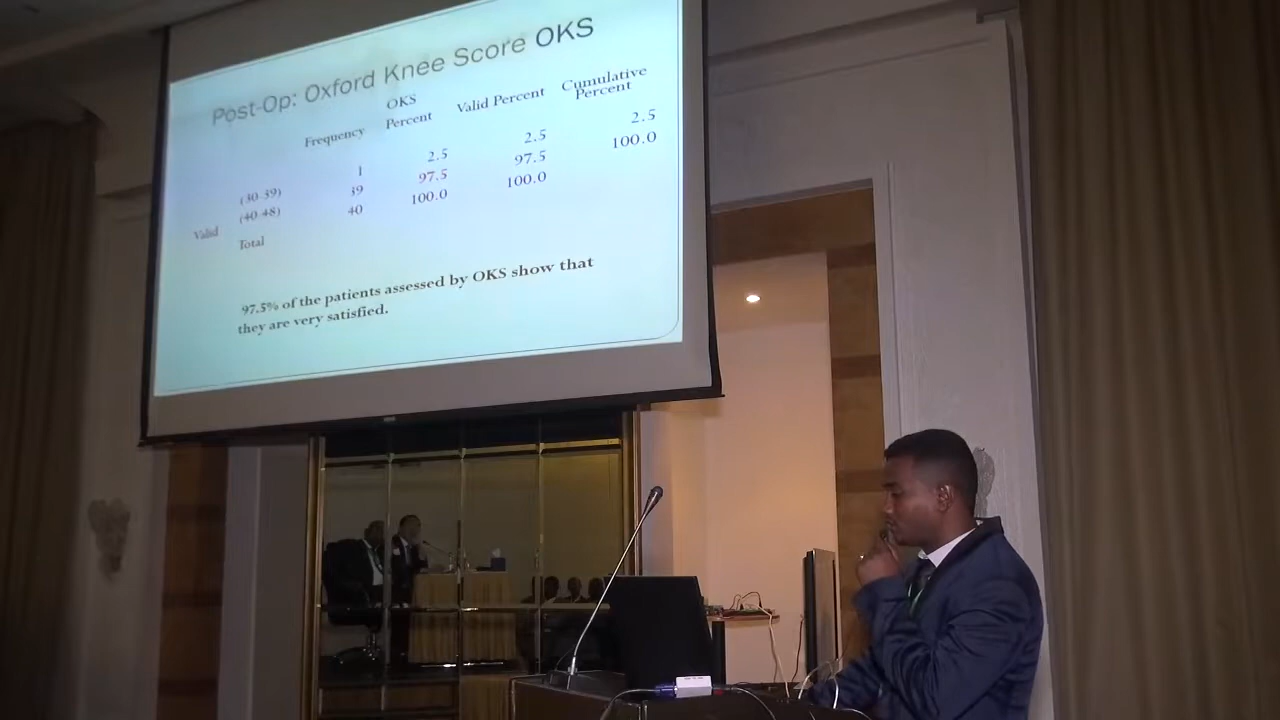 Post-Op: Oxford Knee Score OKS
OKS
Frequency Percent Valid Percent Cumulative Percent
(30-39) 1 2.5 2.5 2.5
(40-48) 39 97.5 97.5 100.0
Valid
Total 40 100.0 100.0
97.5% of the patients assessed by OKS show that
they are very satisfied.